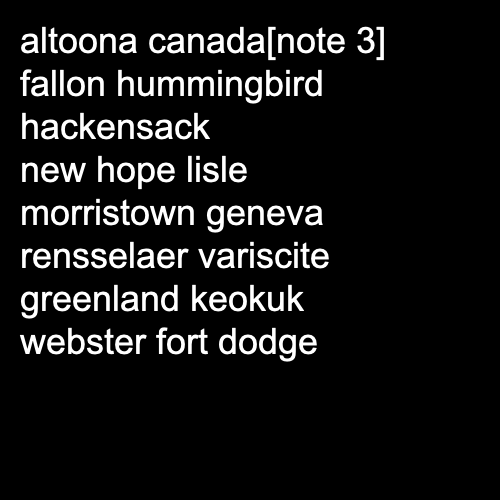 altoona canada[note 3]
fallon hummingbird
hackensack
new hope lisle
morristown geneva
rensselaer variscite
greenland keokuk
webster fort dodge